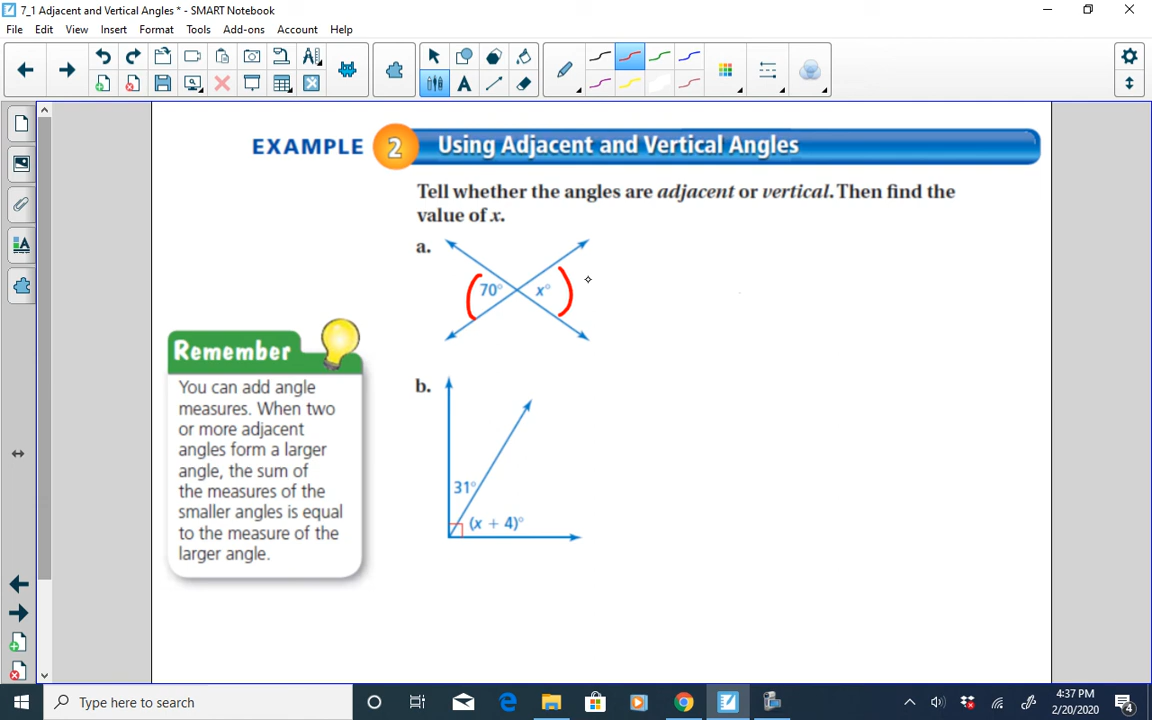 7_1 Adjacent and Vertical Angles * - SMART Notebook
File Edit View Insert Format Tools Add-ons Account Help
EXAMPLE 2 Using Adjacent and Vertical Angles
Tell whether the angles are adjacent or vertical. Then find the
value of x.
a.
70° x°
Remember
You can add angle
measures. When two
or more adjacent
angles form a larger
angle, the sum of
the measures of the
smaller angles is equal
to the measure of the
larger angle.
b.
31°
(x + 4)°
Type here to search
4:37 PM
2/20/2020
4